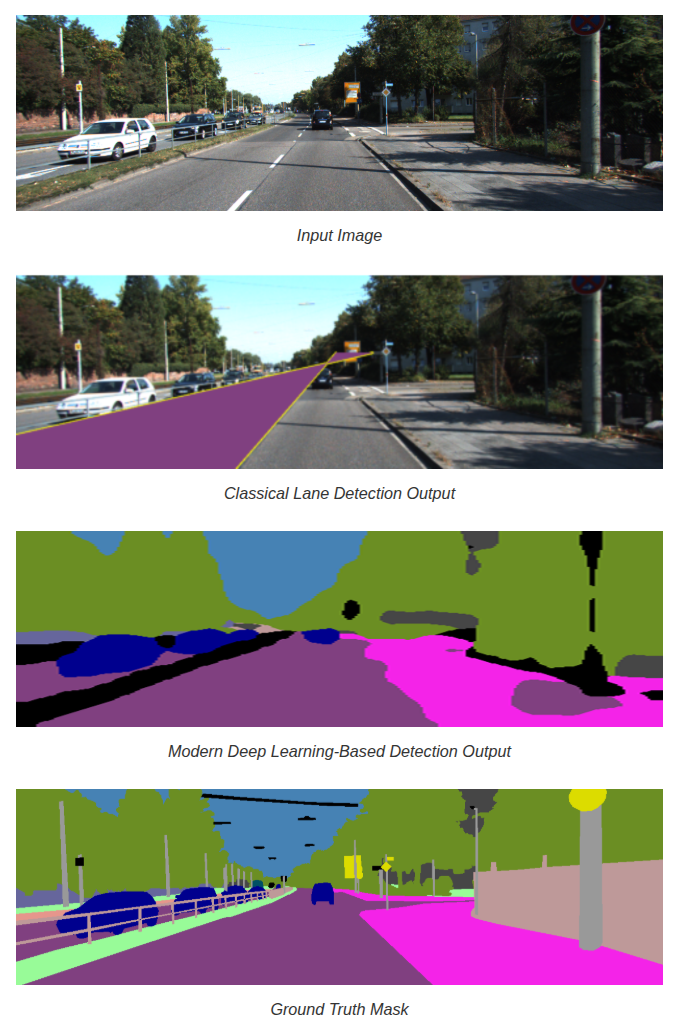 Input Image
Classical Lane Detection Output
Modern Deep Learning-Based Detection Output
Ground Truth Mask